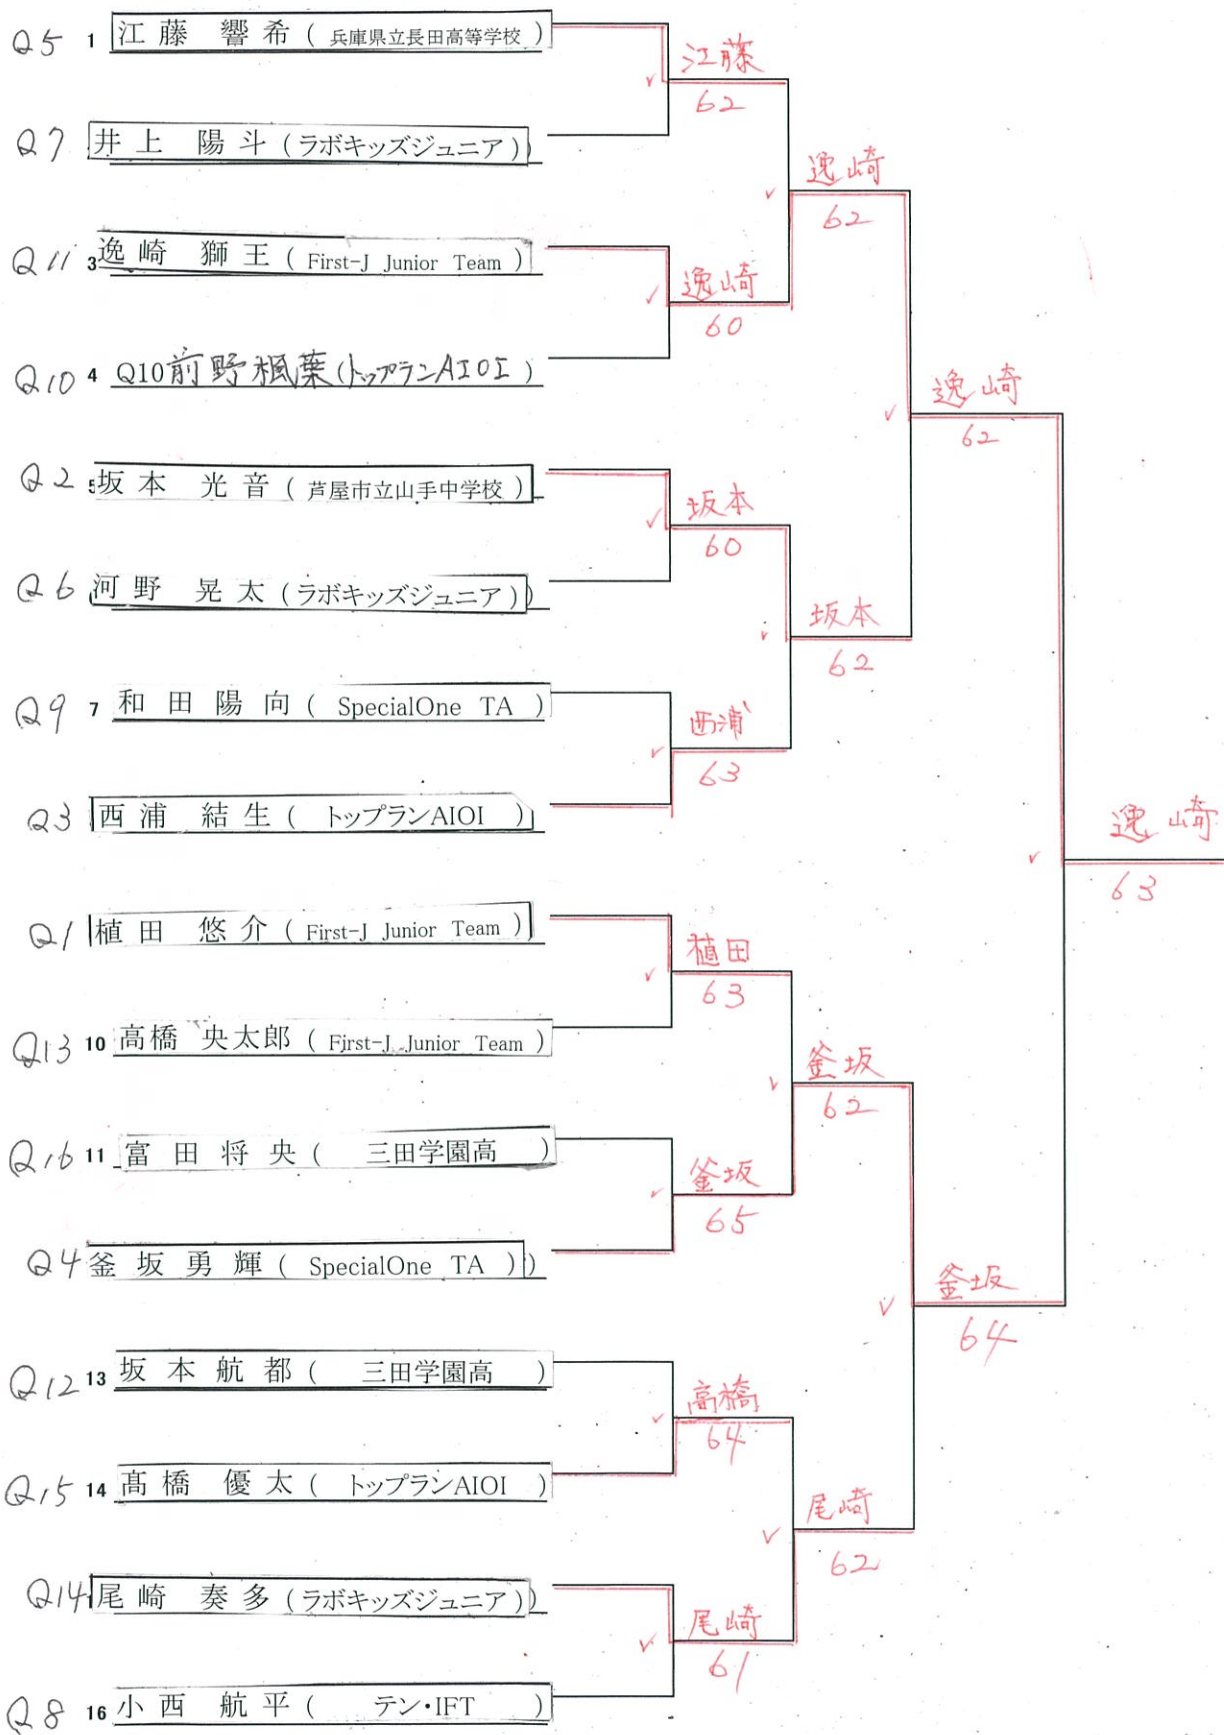 Q5 1 江藤 響希 ( 兵庫県立長田高等学校 )
江藤
62
Q7 井上 陽斗 (ラボキッズジュニア))
逸崎
62
Q11 3 逸崎 獅王 ( First-J Junior Team )
逸崎
60
Q10 4 Q10前野楓葉(トップランAIOI )
逸崎
62
Q2 5 坂本 光音 ( 芦屋市立山手中学校 )
坂本
60
Q6 河野 晃太 (ラボキッズジュニア))
坂本
62
Q9 7 和田陽向 ( SpecialOne TA )
西浦
63
Q3 西浦 結生 ( トップランAIOI )
逸崎
63
Q1 植田 悠介 ( First-J Junior Team )
植田
63
Q13 10 高橋 央太郎 ( First-J Junior Team )
釜坂
62
Q16 11 富田将央 ( 三田学園高 )
釜坂
65
Q4 釜坂勇輝 ( SpecialOne TA ))
釜坂
64
Q12 13 坂本航都 ( 三田学園高 )
高橋
64
Q15 14 髙橋 優太 ( トップランAIOI )
尾崎
62
Q14 尾崎 奏多 (ラボキッズジュニア))
尾崎
61
Q8 16 小西 航平 ( テン・IFT )